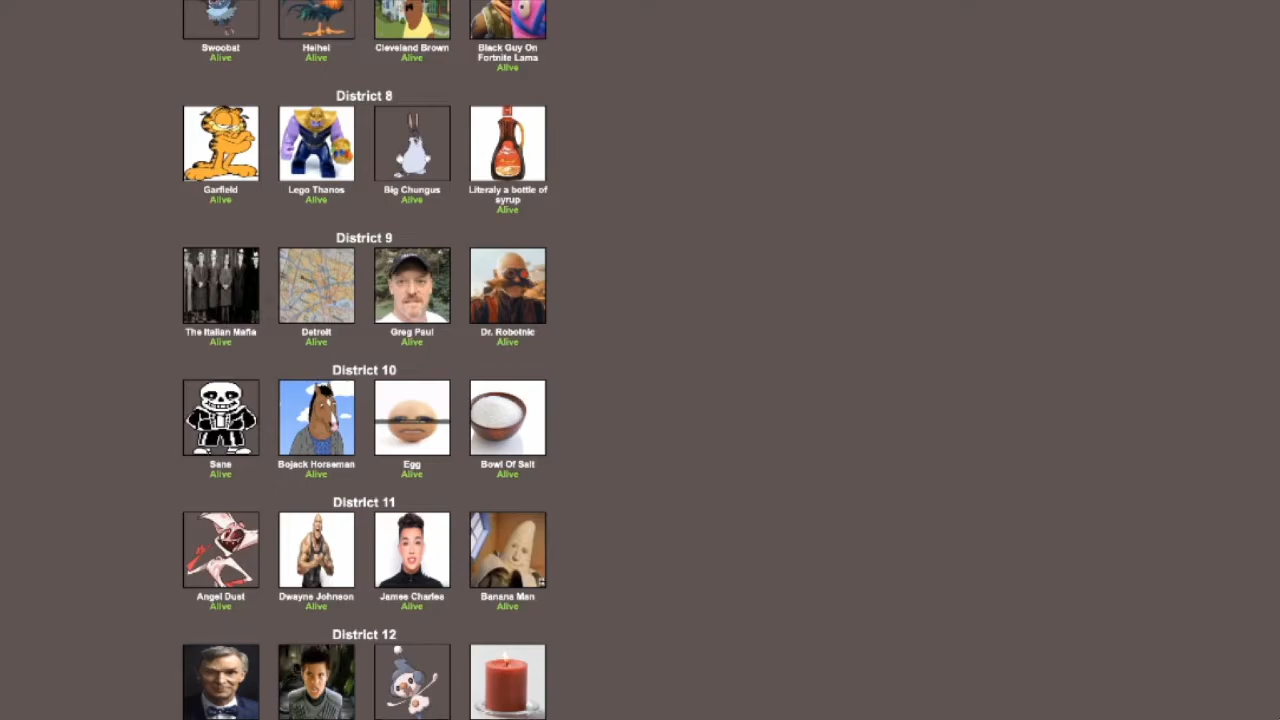 Swoobat
Heihei
Cleveland Brown
Black Guy On
Fortnite Lama
Alive
Alive
Alive
Alive
District 8
Garfield
Lego Thanos
Big Chungus
Literaly a bottle of
syrup
Alive
Alive
Alive
Alive
District 9
The Italian Mafia
Detroit
Greg Paul
Dr. Robotnic
Alive
Alive
Alive
Alive
District 10
Sans
Bojack Horseman
Egg
Bowl Of Salt
Alive
Alive
Alive
Alive
District 11
Angel Dust
Dwayne Johnson
James Charles
Banana Man
Alive
Alive
Alive
Alive
District 12